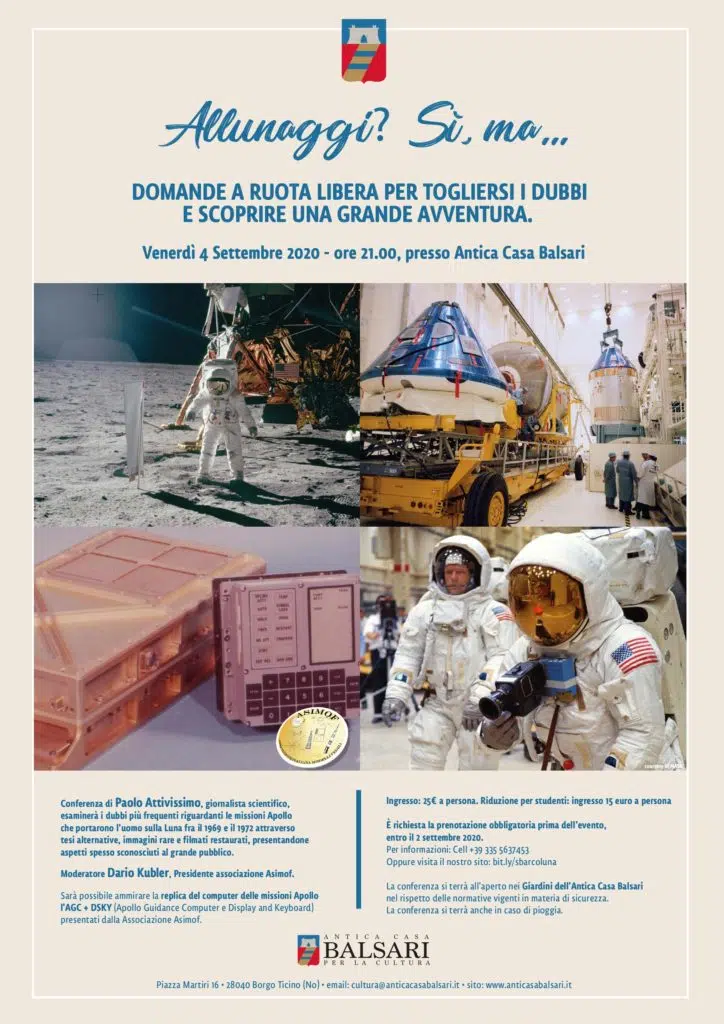 Allunaggi? Sì, ma...
DOMANDE A RUOTA LIBERA PER TOGLIERSI I DUBBI
E SCOPRIRE UNA GRANDE AVVENTURA.
Venerdì 4 Settembre 2020 - ore 21.00, presso Antica Casa Balsari
ASIMOF
courtesy of NASA
Conferenza di Paolo Attivissimo, giornalista scientifico,
esaminerà i dubbi più frequenti riguardanti le missioni Apollo
che portarono l'uomo sulla Luna fra il 1969 e il 1972 attraverso
tesi alternative, immagini rare e filmati restaurati, presentandone
aspetti spesso sconosciuti al grande pubblico.
Moderatore Dario Kubler, Presidente associazione Asimof.
Sarà possibile ammirare la replica del computer delle missioni Apollo
l'AGC + DSKY (Apollo Guidance Computer e Display and Keyboard)
presentati dalla Associazione Asimof.
Ingresso: 25€ a persona. Riduzione per studenti: ingresso 15 euro a persona
È richiesta la prenotazione obbligatoria prima dell'evento,
entro il 2 settembre 2020.
Per informazioni: Cell +39 335 5637453
Oppure visita il nostro sito: bit.ly/sbarcoluna
La conferenza si terrà all'aperto nei Giardini dell'Antica Casa Balsari
nel rispetto delle normative vigenti in materia di sicurezza.
La conferenza si terrà anche in caso di pioggia.
ANTICA CASA
BALSARI
PER LA CULTURA
Piazza Martiri 16 • 28040 Borgo Ticino (No) • email: cultura@anticacasabalsari.it • sito: www.anticasabalsari.it